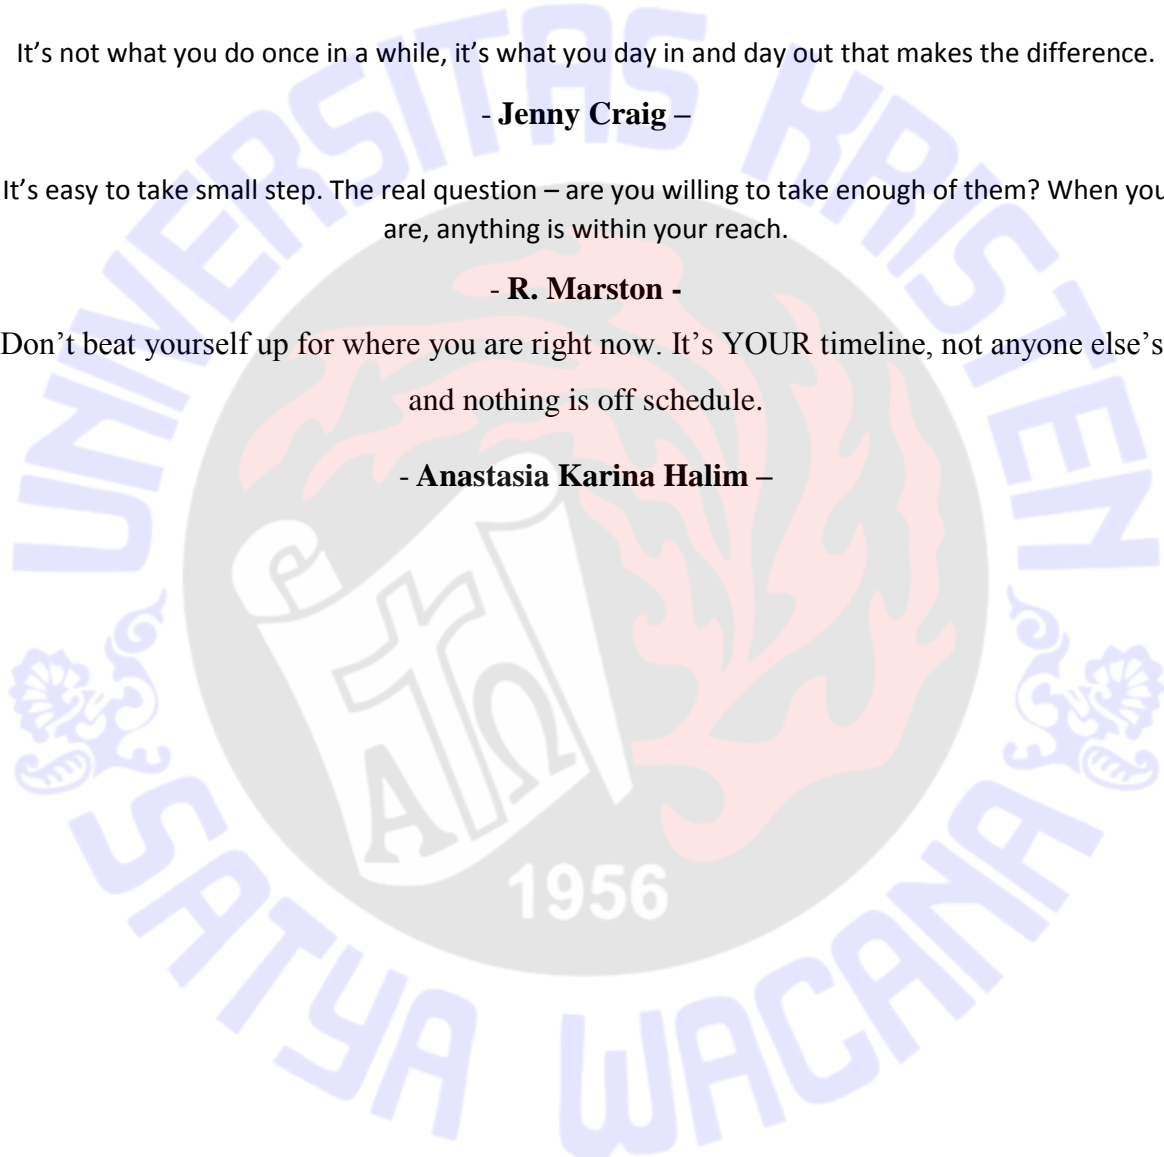 It’s not what you do once in a while, it’s what you day in and day out that makes the difference.
- Jenny Craig –
It’s easy to take small step. The real question – are you willing to take enough of them? When you
are, anything is within your reach.
- R. Marston -
Don’t beat yourself up for where you are right now. It’s YOUR timeline, not anyone else’s
and nothing is off schedule.
- Anastasia Karina Halim –
UNIVERSITAS KRISTEN
SATYA WACANA
Α Ω
1956